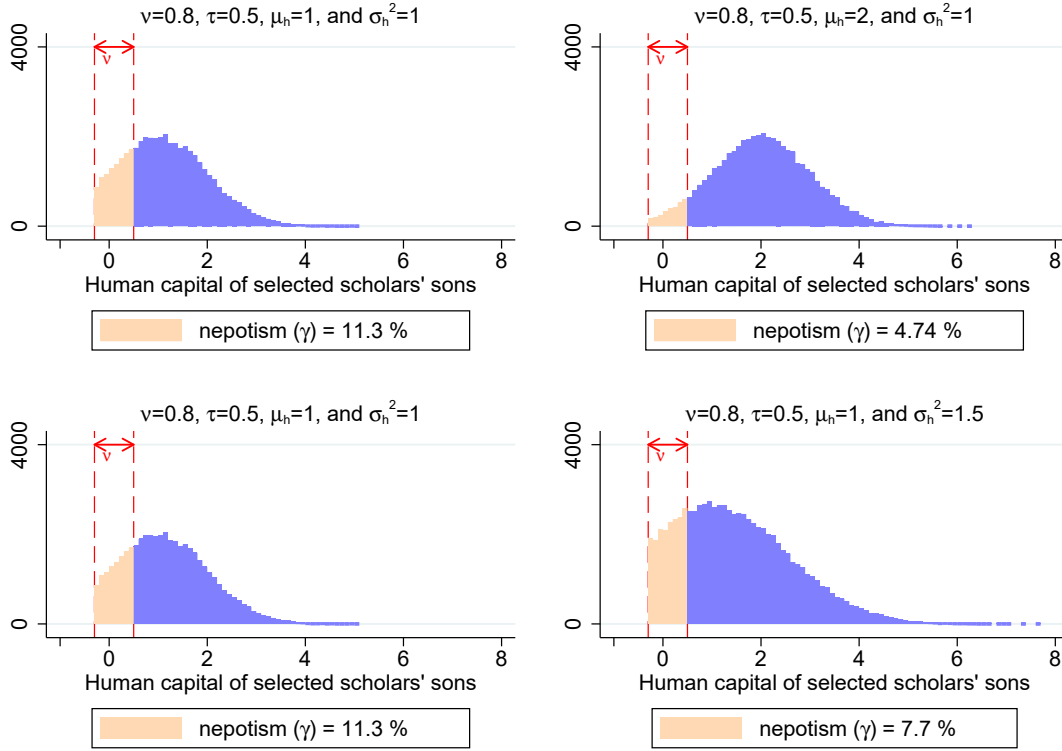 ν=0.8, τ=0.5, μₕ=1, and σₕ²=1
4000
0
ν
0 2 4 6 8
Human capital of selected scholars' sons
nepotism (γ) = 11.3 %
ν=0.8, τ=0.5, μₕ=2, and σₕ²=1
4000
0
ν
0 2 4 6 8
Human capital of selected scholars' sons
nepotism (γ) = 4.74 %
ν=0.8, τ=0.5, μₕ=1, and σₕ²=1
4000
0
ν
0 2 4 6 8
Human capital of selected scholars' sons
nepotism (γ) = 11.3 %
ν=0.8, τ=0.5, μₕ=1, and σₕ²=1.5
4000
0
ν
0 2 4 6 8
Human capital of selected scholars' sons
nepotism (γ) = 7.7 %